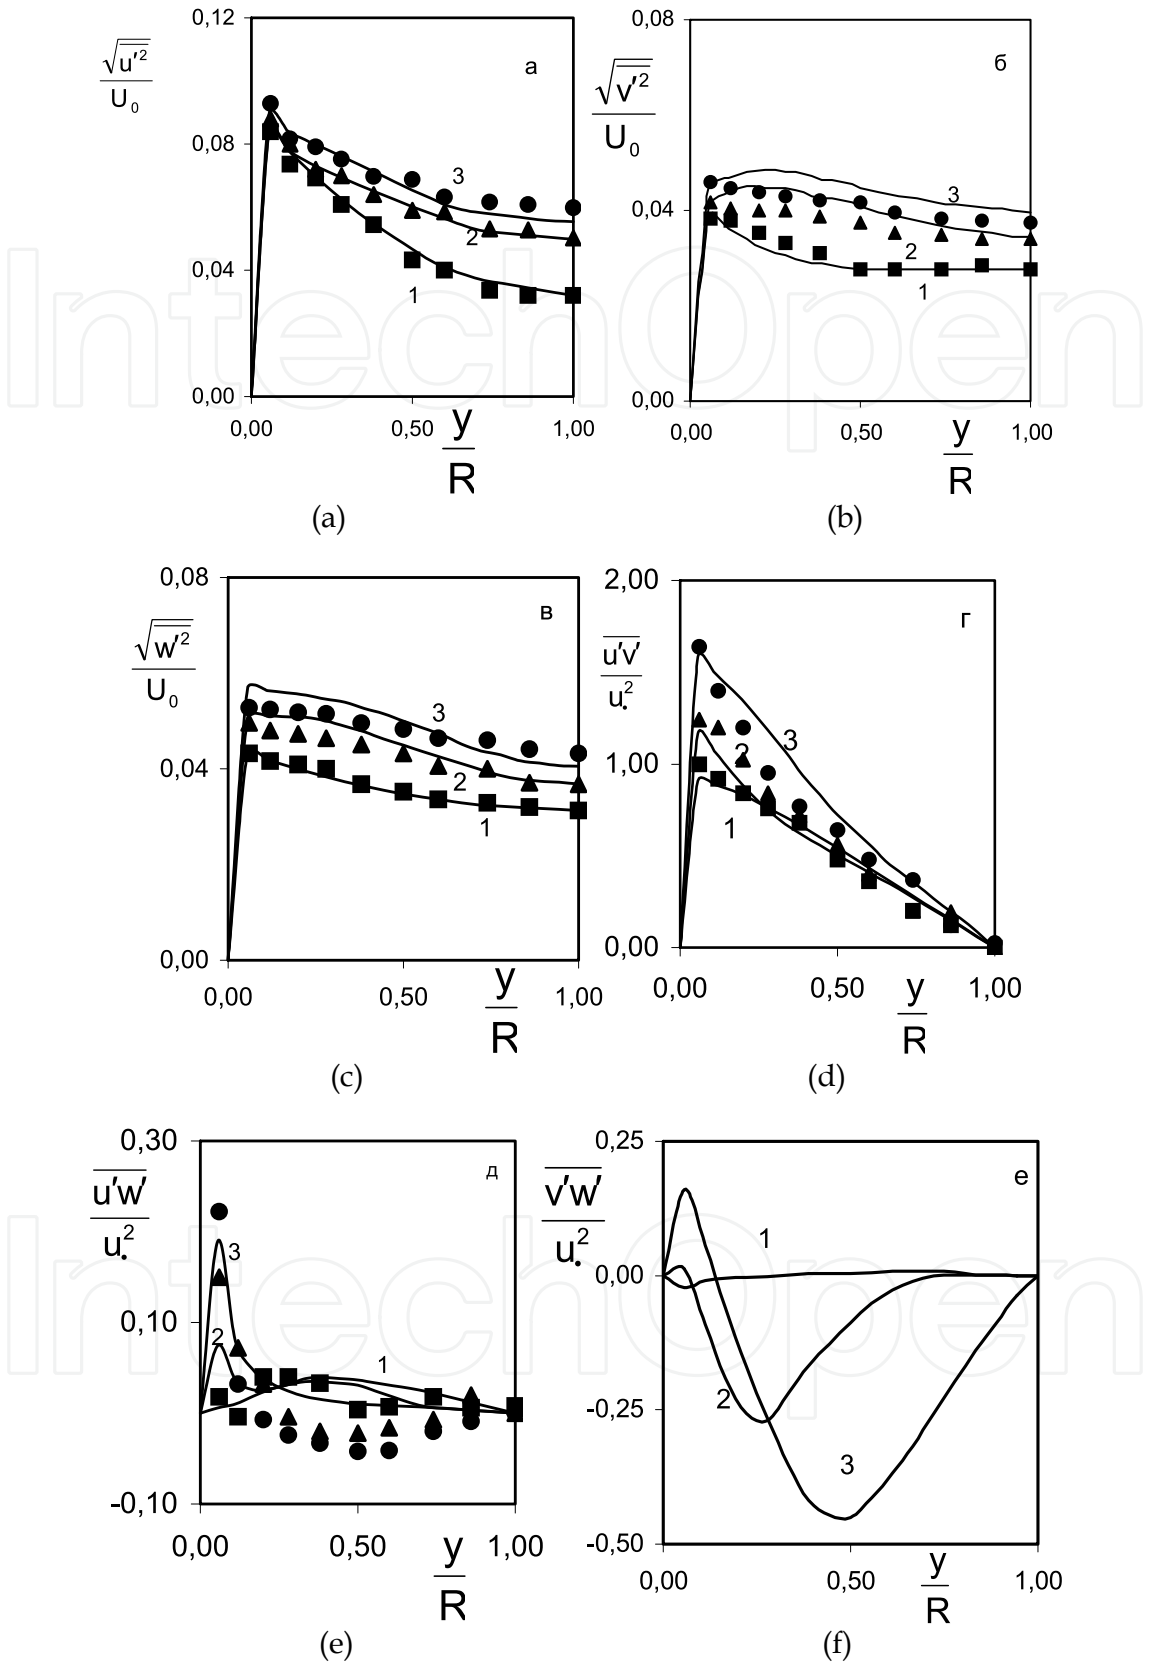 0,12
√u′²
U₀
а
0,08
3
2
0,04
1
0,00
0,00
0,50
1,00
y
R
(a)
0,08
√v′²
U₀
б
0,04
3
2
1
0,00
0,00
0,50
1,00
y
R
(b)
0,08
√w′²
U₀
в
3
0,04
2
1
0,00
0,00
0,50
1,00
y
R
(c)
2,00
u′v′
u²
г
1,00
3
2
1
0,00
0,00
0,50
1,00
y
R
(d)
0,30
u′w′
u²
д
3
0,10
2
1
-0,10
0,00
0,50
1,00
y
R
(e)
0,25
v′w′
u²
е
1
0,00
2
-0,25
3
-0,50
0,00
0,50
1,00
y
R
(f)
IntechOpen
IntechOpen